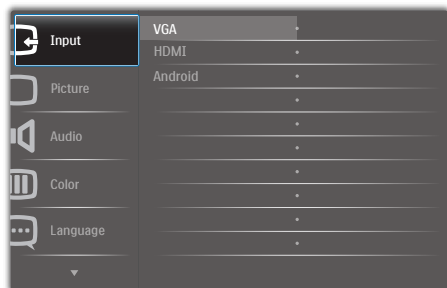 Input
Picture
Audio
Color
Language
VGA
HDMI
Android